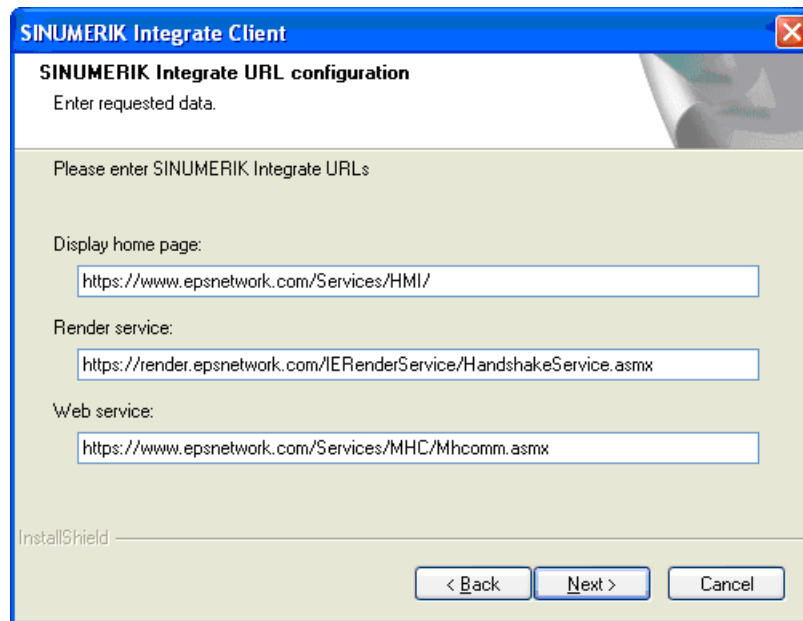 SINUMERIK Integrate Client
SINUMERIK Integrate URL configuration
Enter requested data.
Please enter SINUMERIK Integrate URLs
Display home page:
https://www.epsnetwork.com/Services/HMI/
Render service:
https://render.epsnetwork.com/IERenderService/HandshakeService.asmx
Web service:
https://www.epsnetwork.com/Services/MHC/Mhcomm.asmx
InstallShield
< Back Next > Cancel